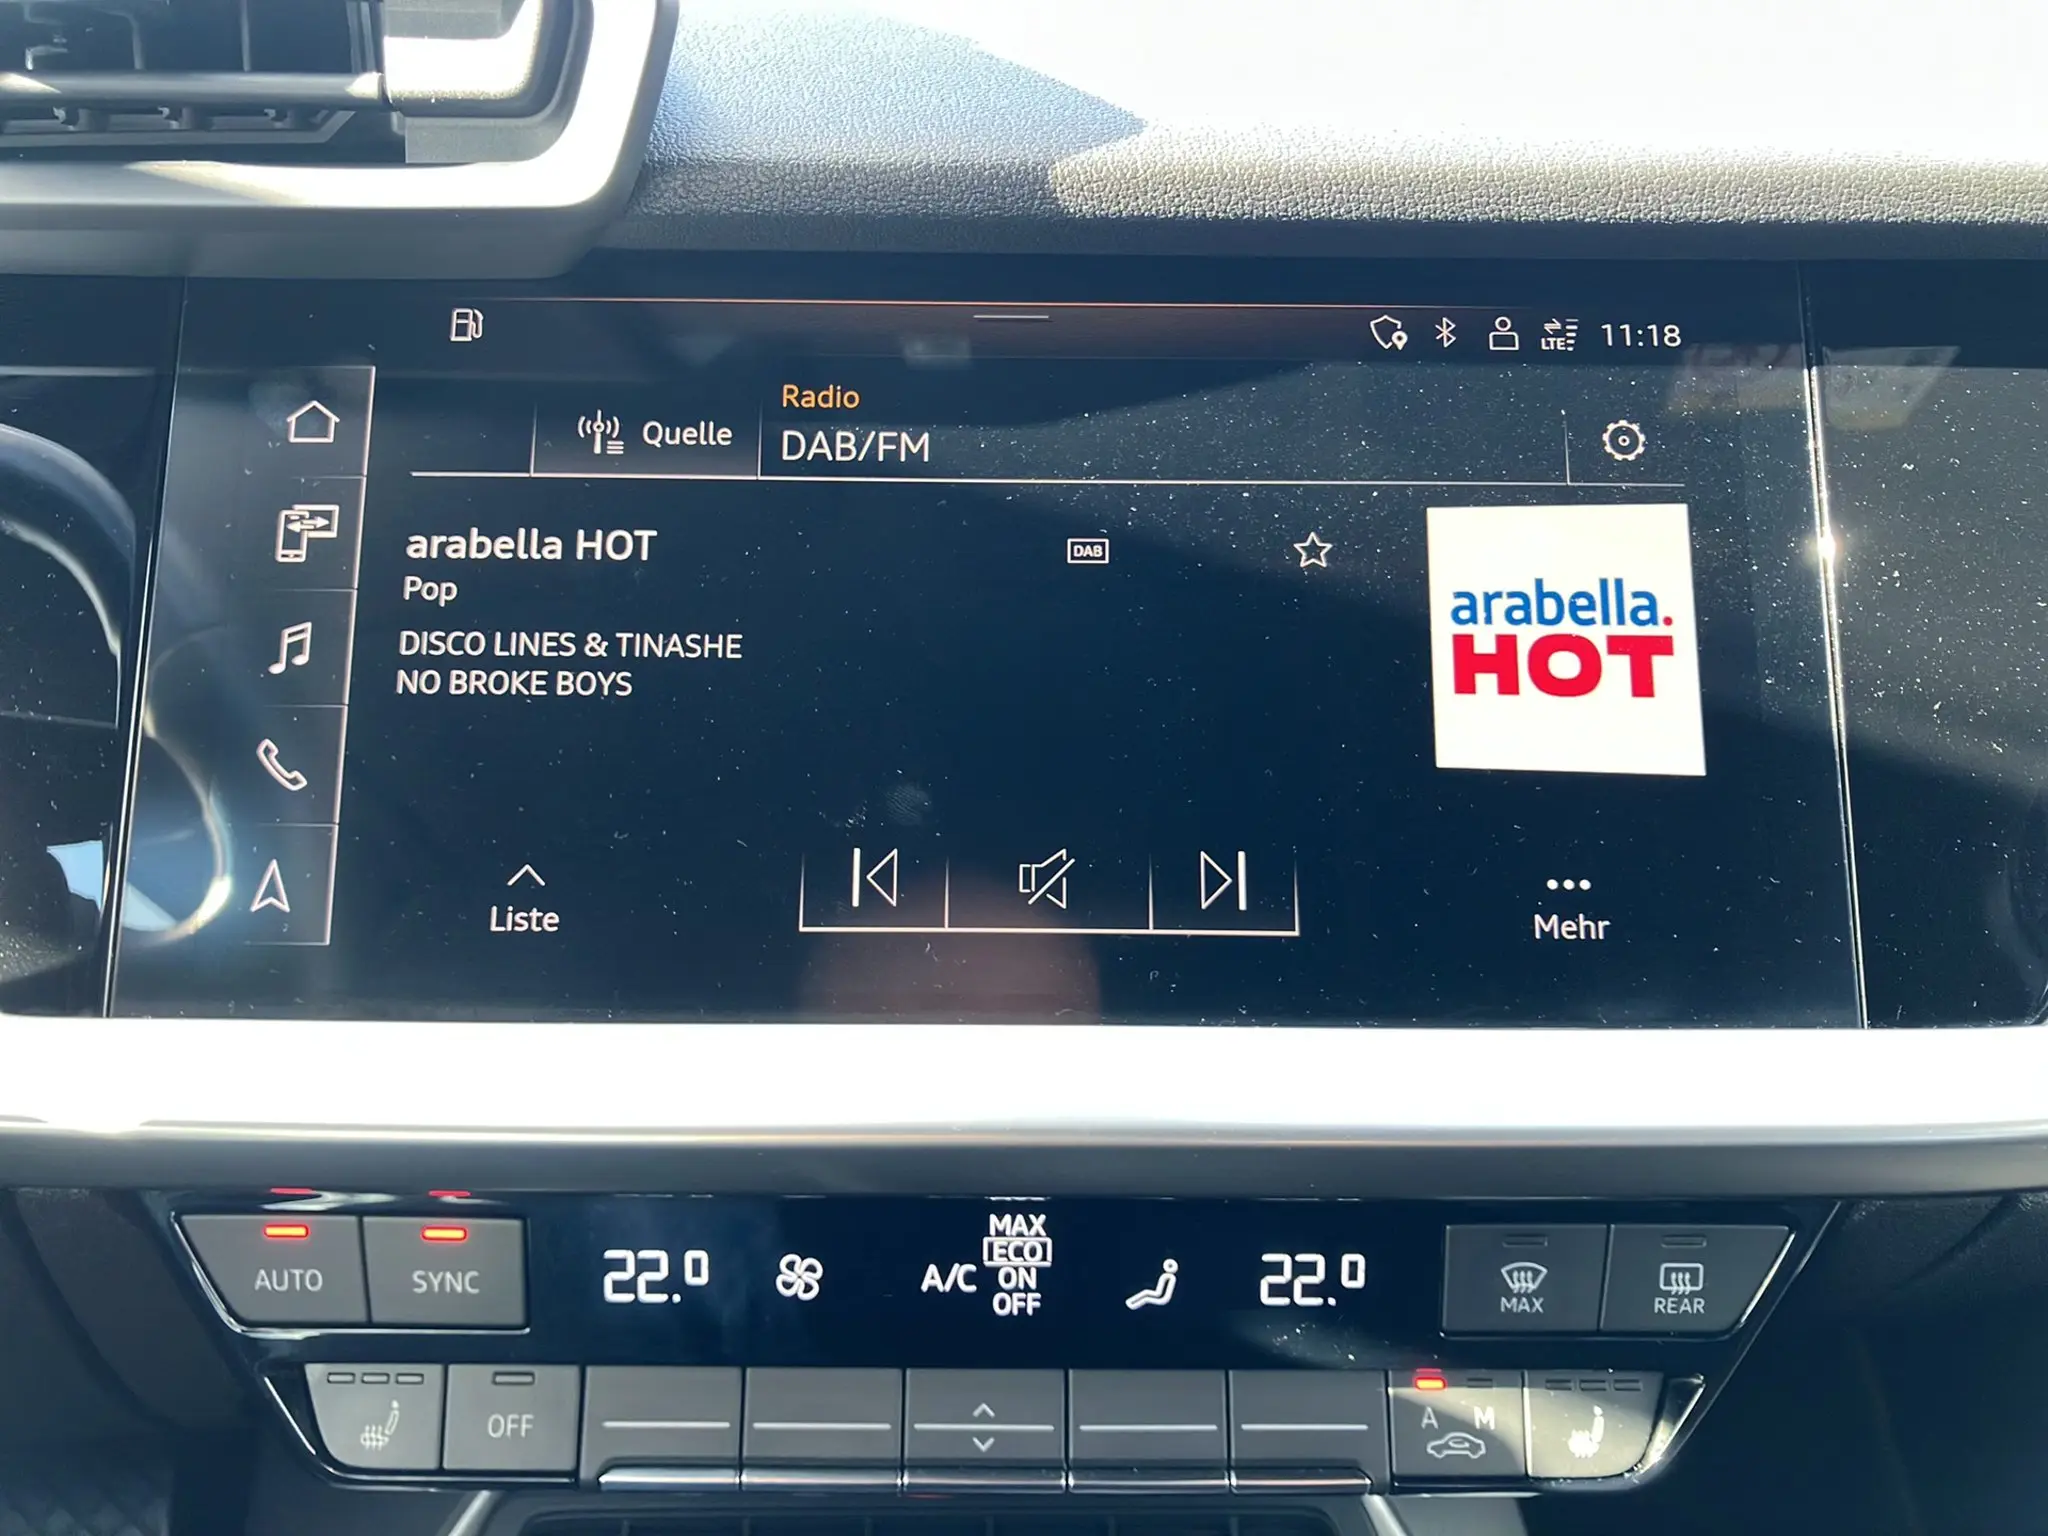 LTE 11:18
Radio
Quelle DAB/FM
arabella HOT
DAB
Pop
DISCO LINES & TINASHE
NO BROKE BOYS
arabella.
HOT
Liste
Mehr
AUTO SYNC 22.0 A/C MAX
ECO
ON
OFF
22.0
MAX REAR
OFF
A M